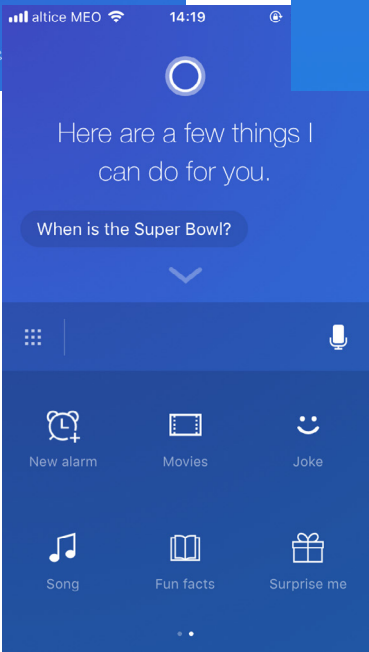 altice MEO 14:19
Here are a few things I
can do for you.
When is the Super Bowl?
New alarm Movies Joke
Song Fun facts Surprise me